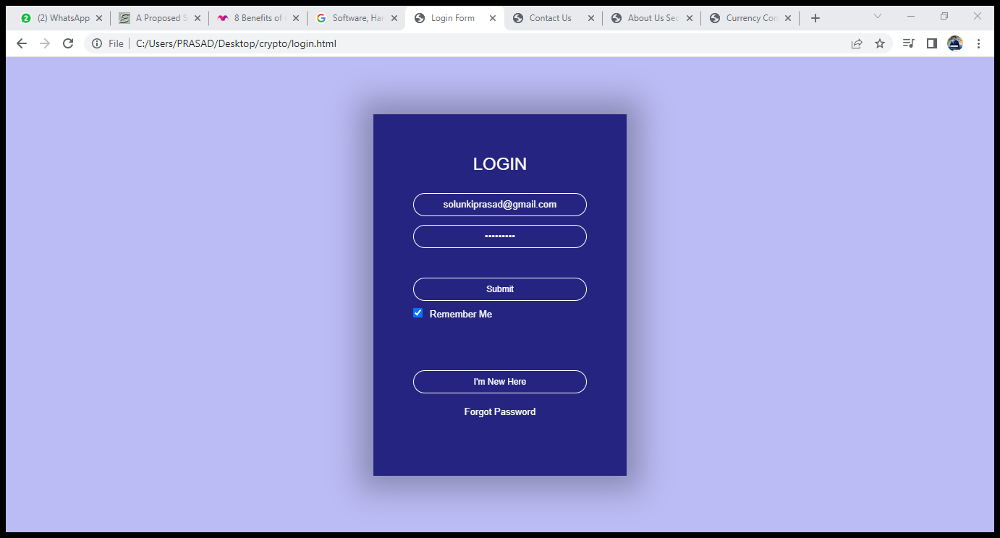 2 (2) WhatsApp A Proposed S 8 Benefits of Software, Har Login Form Contact Us About Us Sec Currency Con
File C:/Users/PRASAD/Desktop/crypto/login.html
LOGIN
solunkiprasad@gmail.com
•••••••••
Submit
Remember Me
I'm New Here
Forgot Password